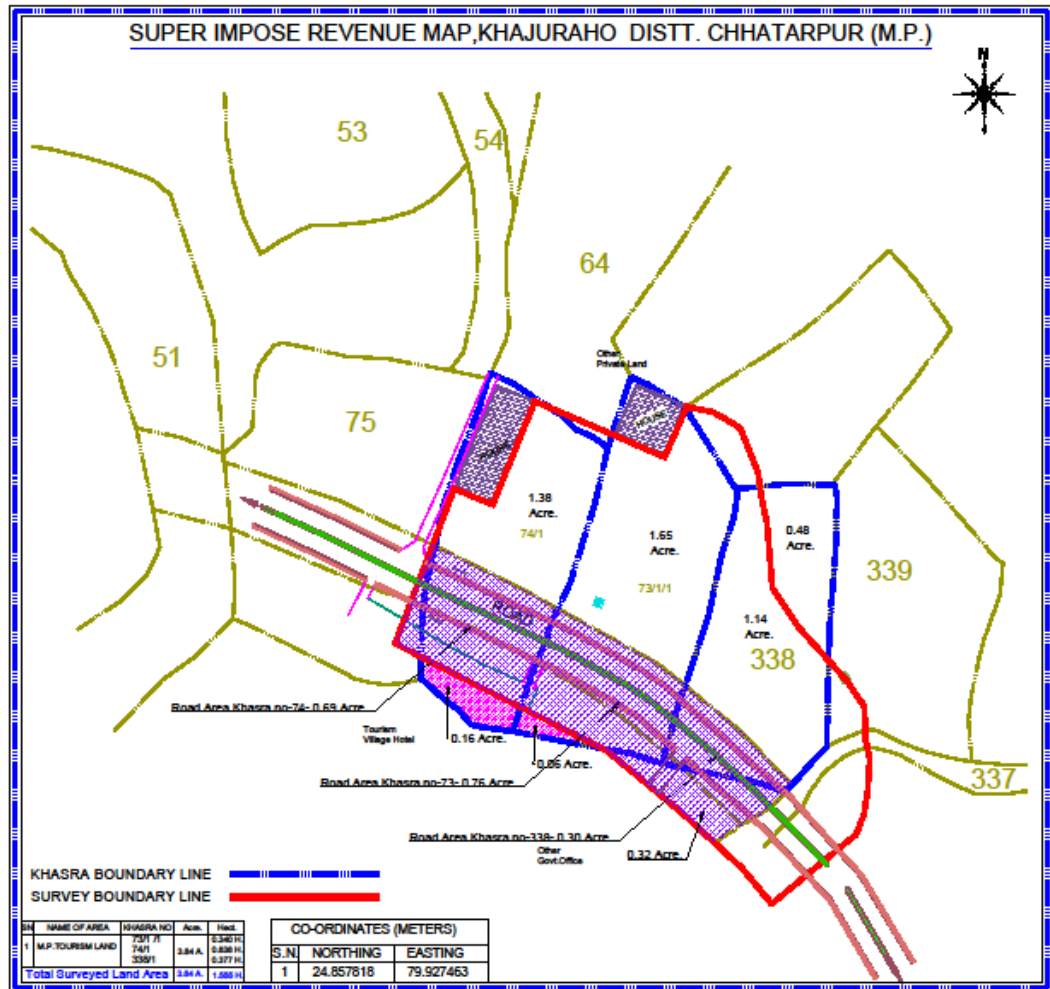 SUPER IMPOSE REVENUE MAP,KHAJURAHO DISTT. CHHATARPUR (M.P.)
N
53
54
64
51
75
Other
Private Land
HOUSE
HOUSE
1.38
Acre.
74/1
1.65
Acre.
73/1/1
0.48
Acre.
339
1.14
Acre.
338
ROAD
Road Area Khasra no-74- 0.69 Acre.
Tourism
Village Hotel
0.16 Acre.
0.06 Acre.
Road Area Khasra no-73- 0.76 Acre.
337
Road Area Khasra no-338- 0.30 Acre.
Other
Govt.Office
0.32 Acre.
KHASRA BOUNDARY LINE
SURVEY BOUNDARY LINE
SN NAME OF AREA KHASRA NO Acre. Hect.
1 M.P.TOURISM LAND 73/1 /1 74/1 338/1 3.84 A. 0.340 H. 0.377 H.
Total Surveyed Land Area 3.84 A.
CO-ORDINATES (METERS)
S.N. NORTHING EASTING
1 24.857818 79.927463